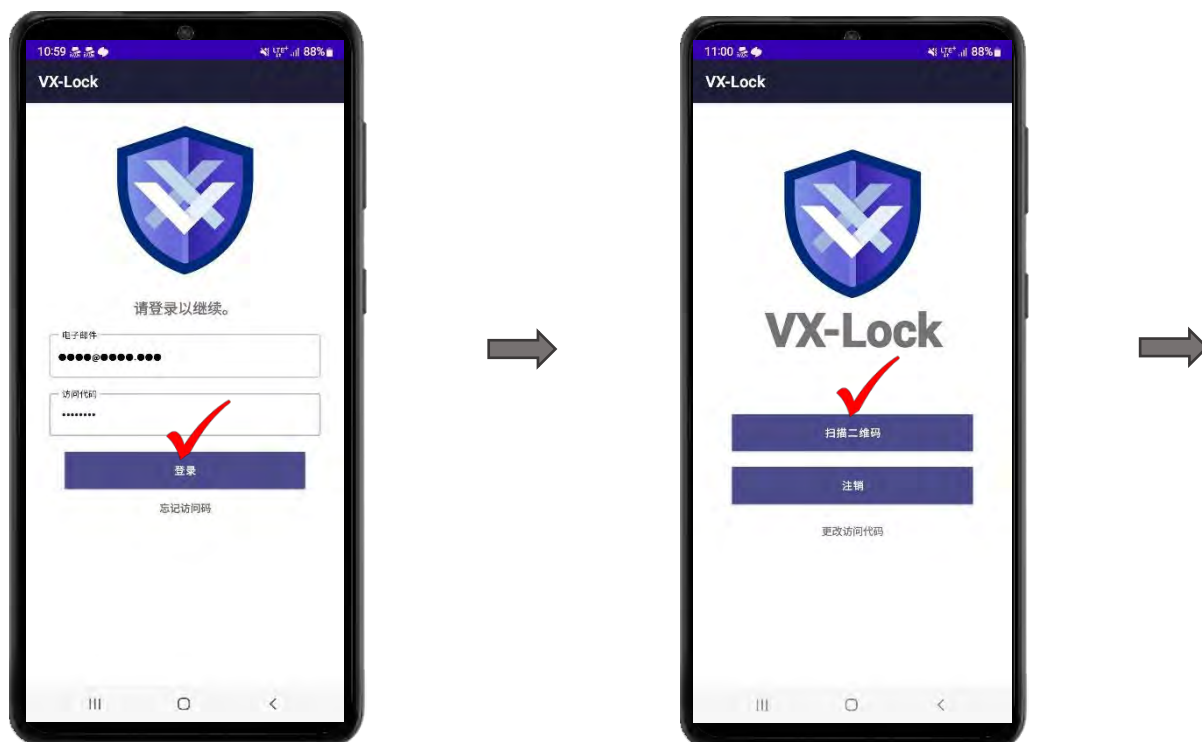 10:59
88%
VX-Lock
请登录以继续。
电子邮件
●●●●@●●●●.●●●
访问代码
••••••••
登录
忘记访问码
11:00
88%
VX-Lock
VX-Lock
扫描二维码
注销
更改访问代码